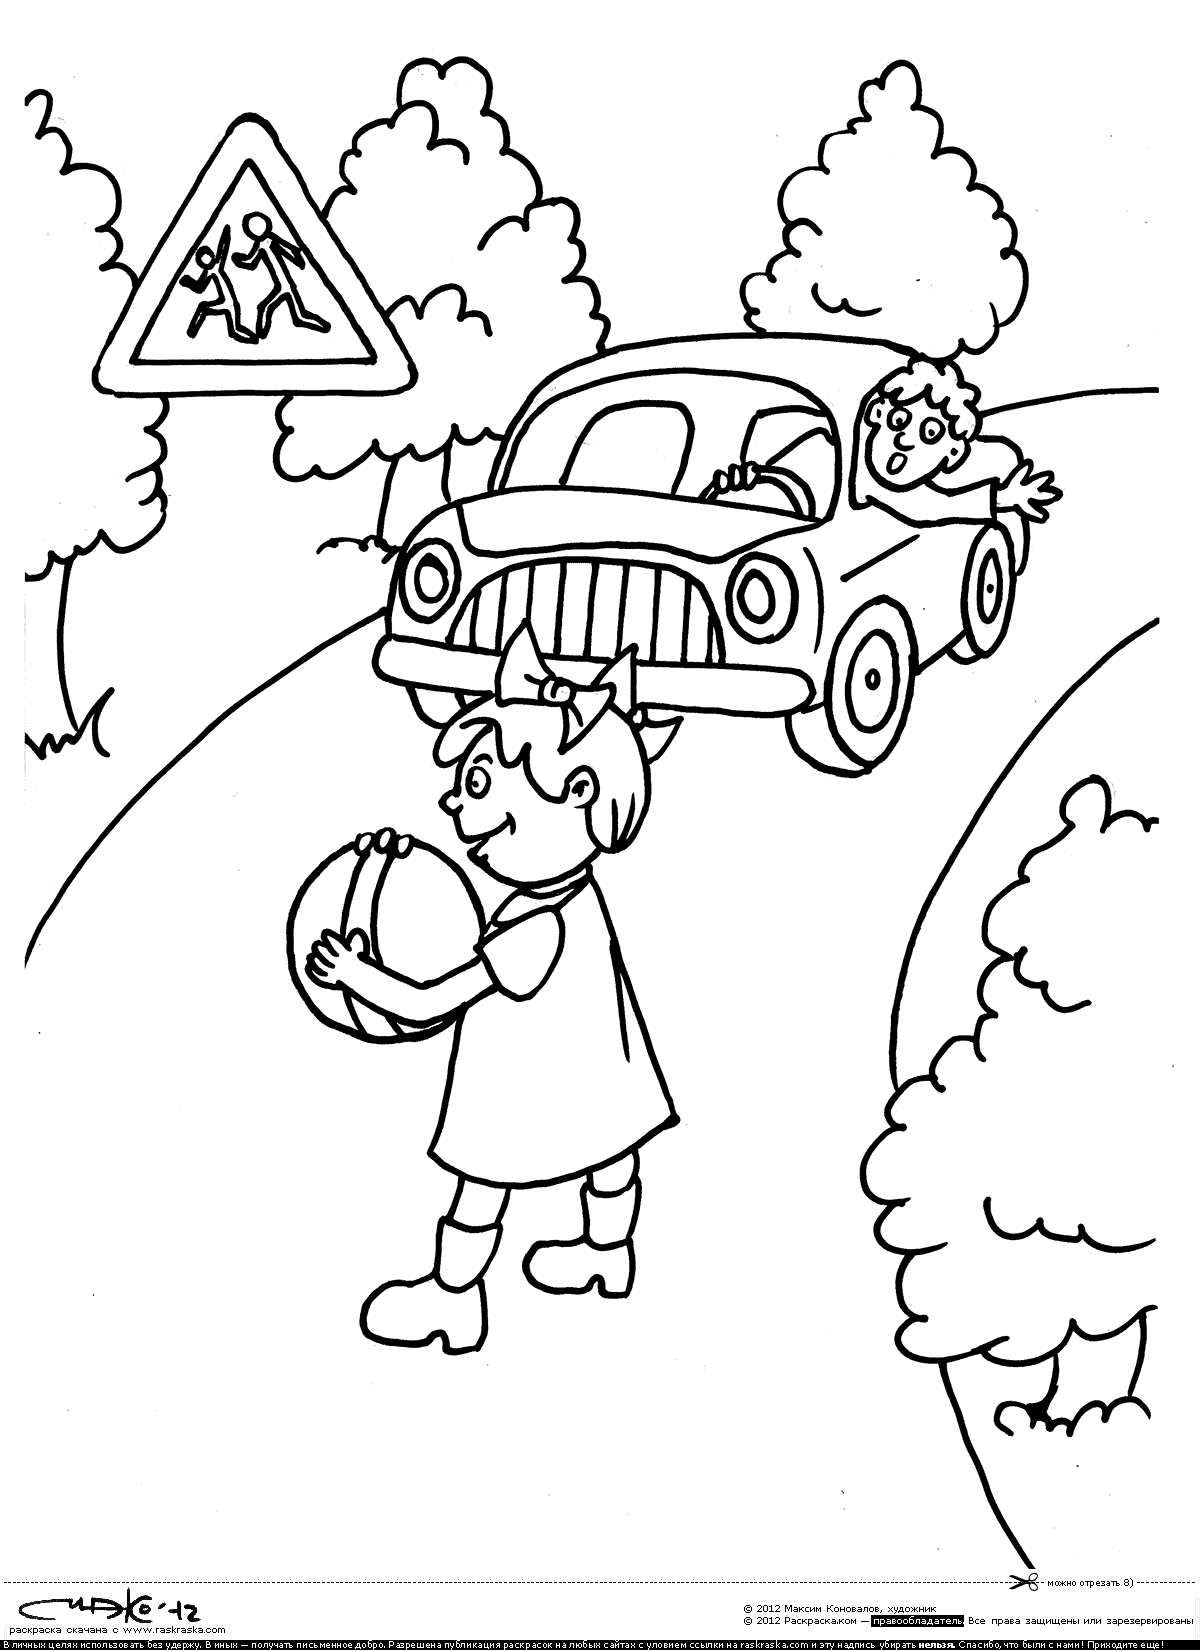 можно отрезать 8)
© 2012 Максим Коновалов, художник
раскраска скачана с www.raskraska.com
© 2012 Раскраска.ком — правообладатель. Все права защищены или зарезервированы
В личных целях использовать без удержу. В иных — получать письменное добро. Разрешена публикация раскрасок на любых сайтах с уловием ссылки на raskraska.com и эту надпись убирать нельзя. Спасибо, что были с нами! Приходите еще!